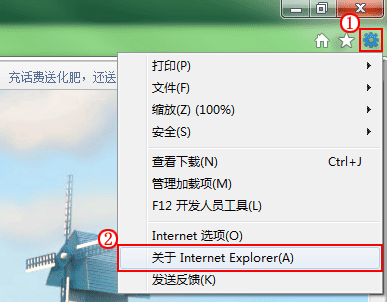 ①
充话费送化肥，还送
打印(P)
文件(F)
缩放(Z) (100%)
安全(S)
查看下载(N) Ctrl+J
管理加载项(M)
F12 开发人员工具(L)
Internet 选项(O)
②
关于 Internet Explorer(A)
发送反馈(K)